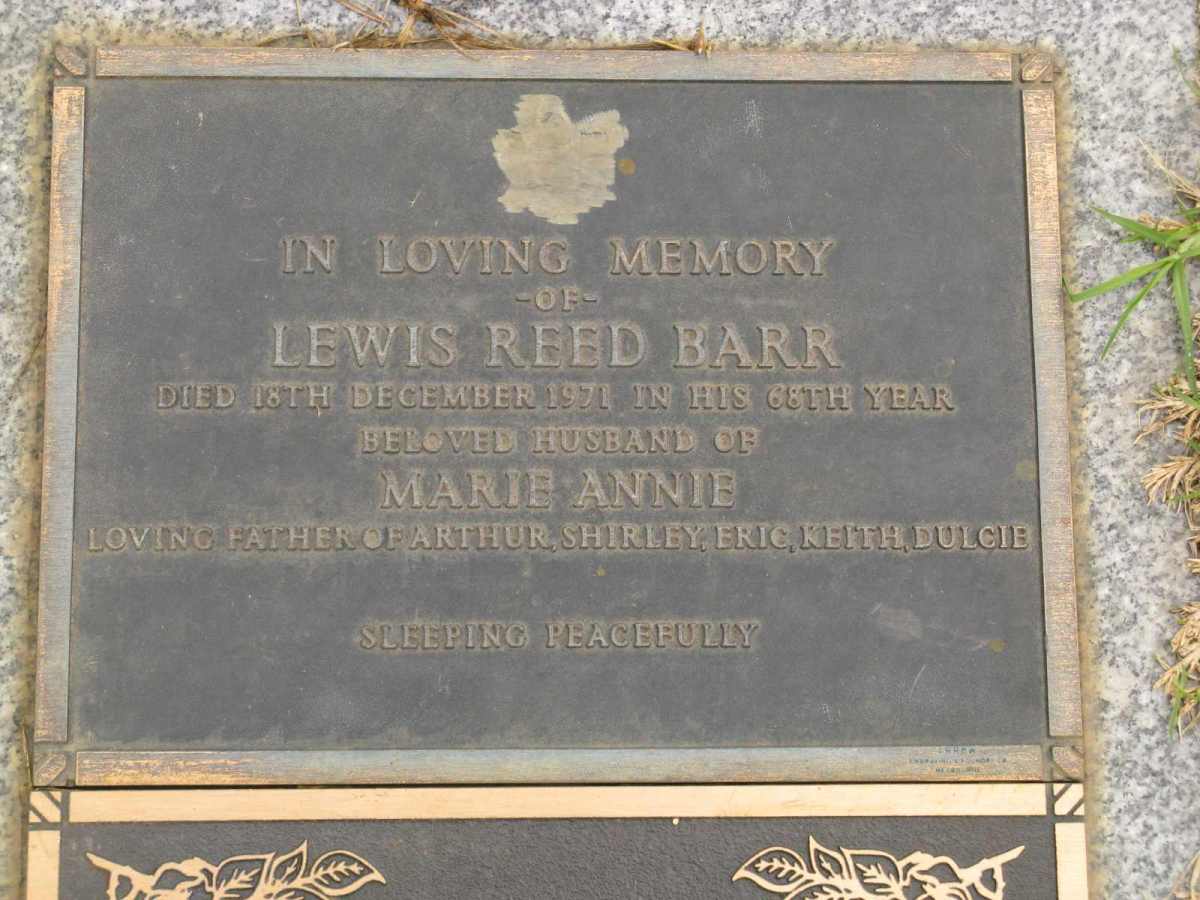 IN LOVING MEMORY
-OF-
LEWIS REED BARR
DIED 18TH DECEMBER 1971 IN HIS 68TH YEAR
BELOVED HUSBAND OF
MARIE ANNIE
LOVING FATHER OF ARTHUR, SHIRLEY, ERIC, KEITH, DULCIE
SLEEPING PEACEFULLY